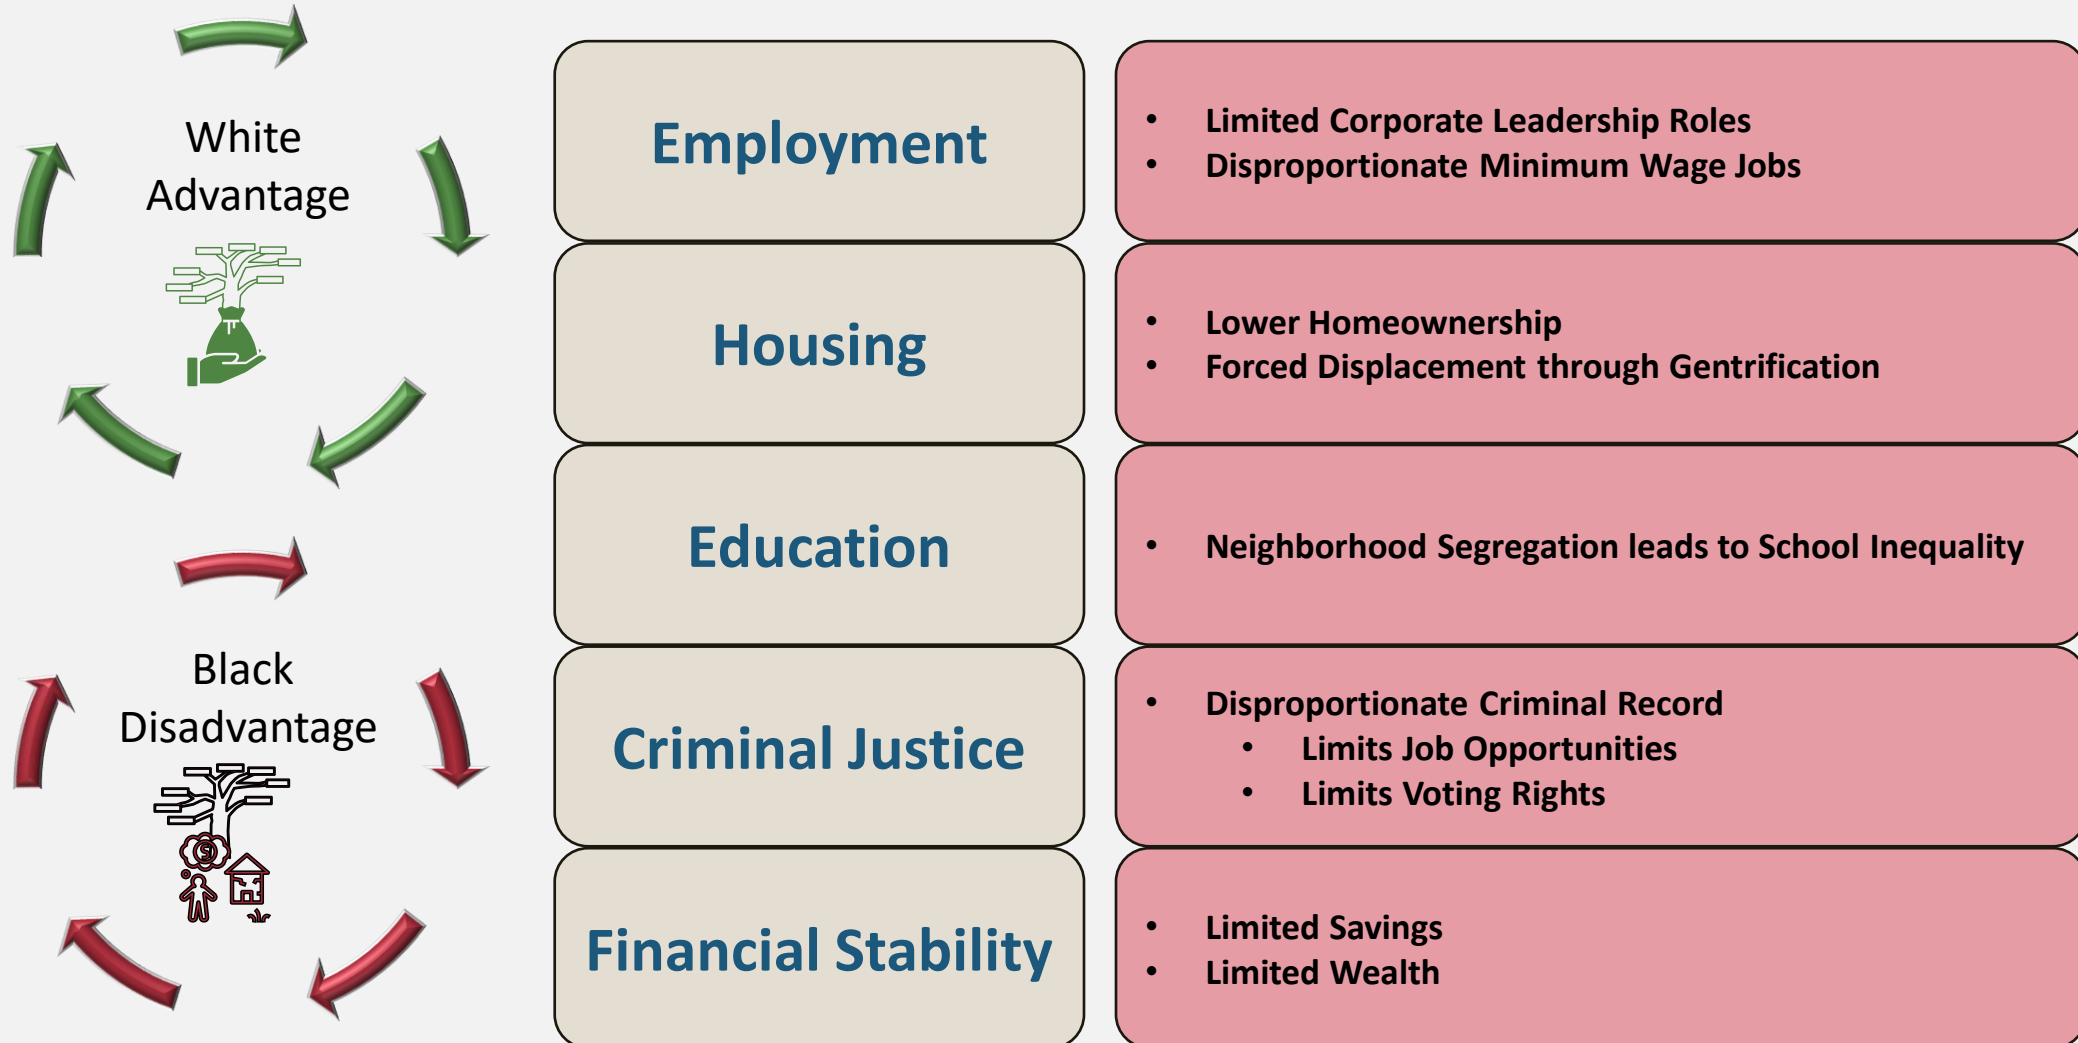 White
Advantage
Black
Disadvantage
Employment
• Limited Corporate Leadership Roles
• Disproportionate Minimum Wage Jobs
Housing
• Lower Homeownership
• Forced Displacement through Gentrification
Education
• Neighborhood Segregation leads to School Inequality
Criminal Justice
• Disproportionate Criminal Record
• Limits Job Opportunities
• Limits Voting Rights
Financial Stability
• Limited Savings
• Limited Wealth